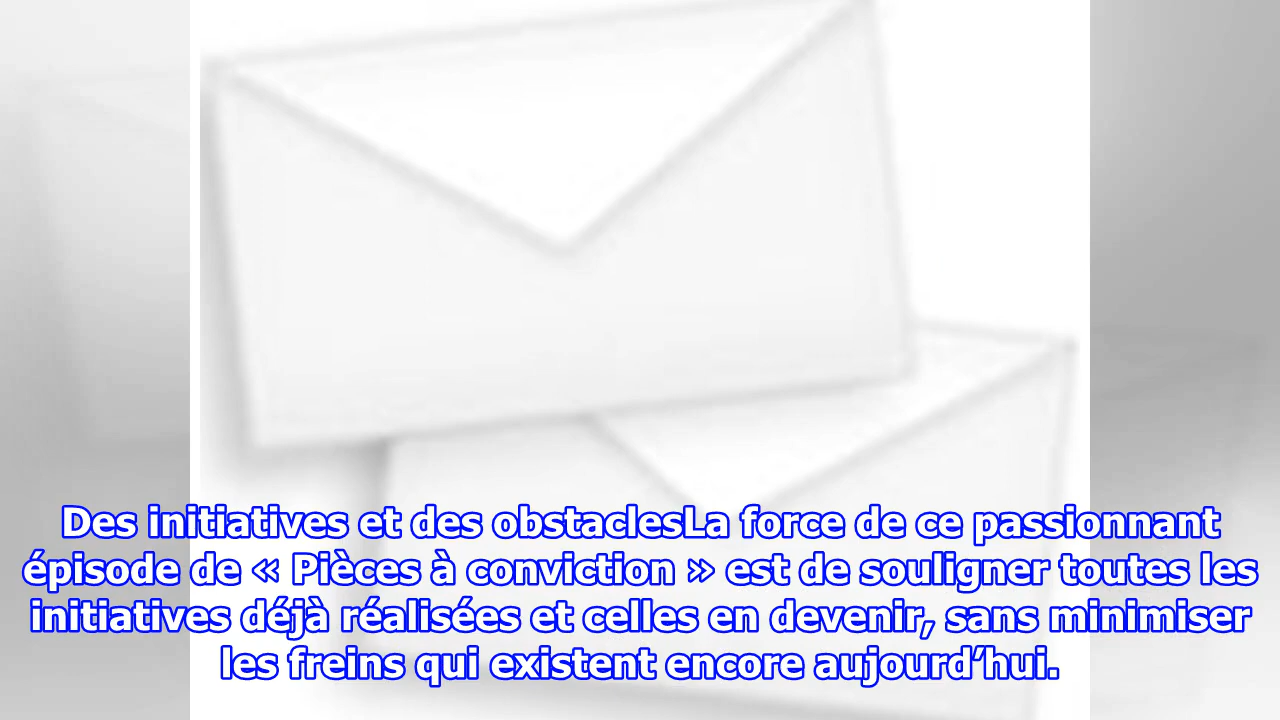 Des initiatives et des obstaclesLa force de ce passionnant
épisode de « Pièces à conviction » est de souligner toutes les
initiatives déjà réalisées et celles en devenir, sans minimiser
les freins qui existent encore aujourd’hui.